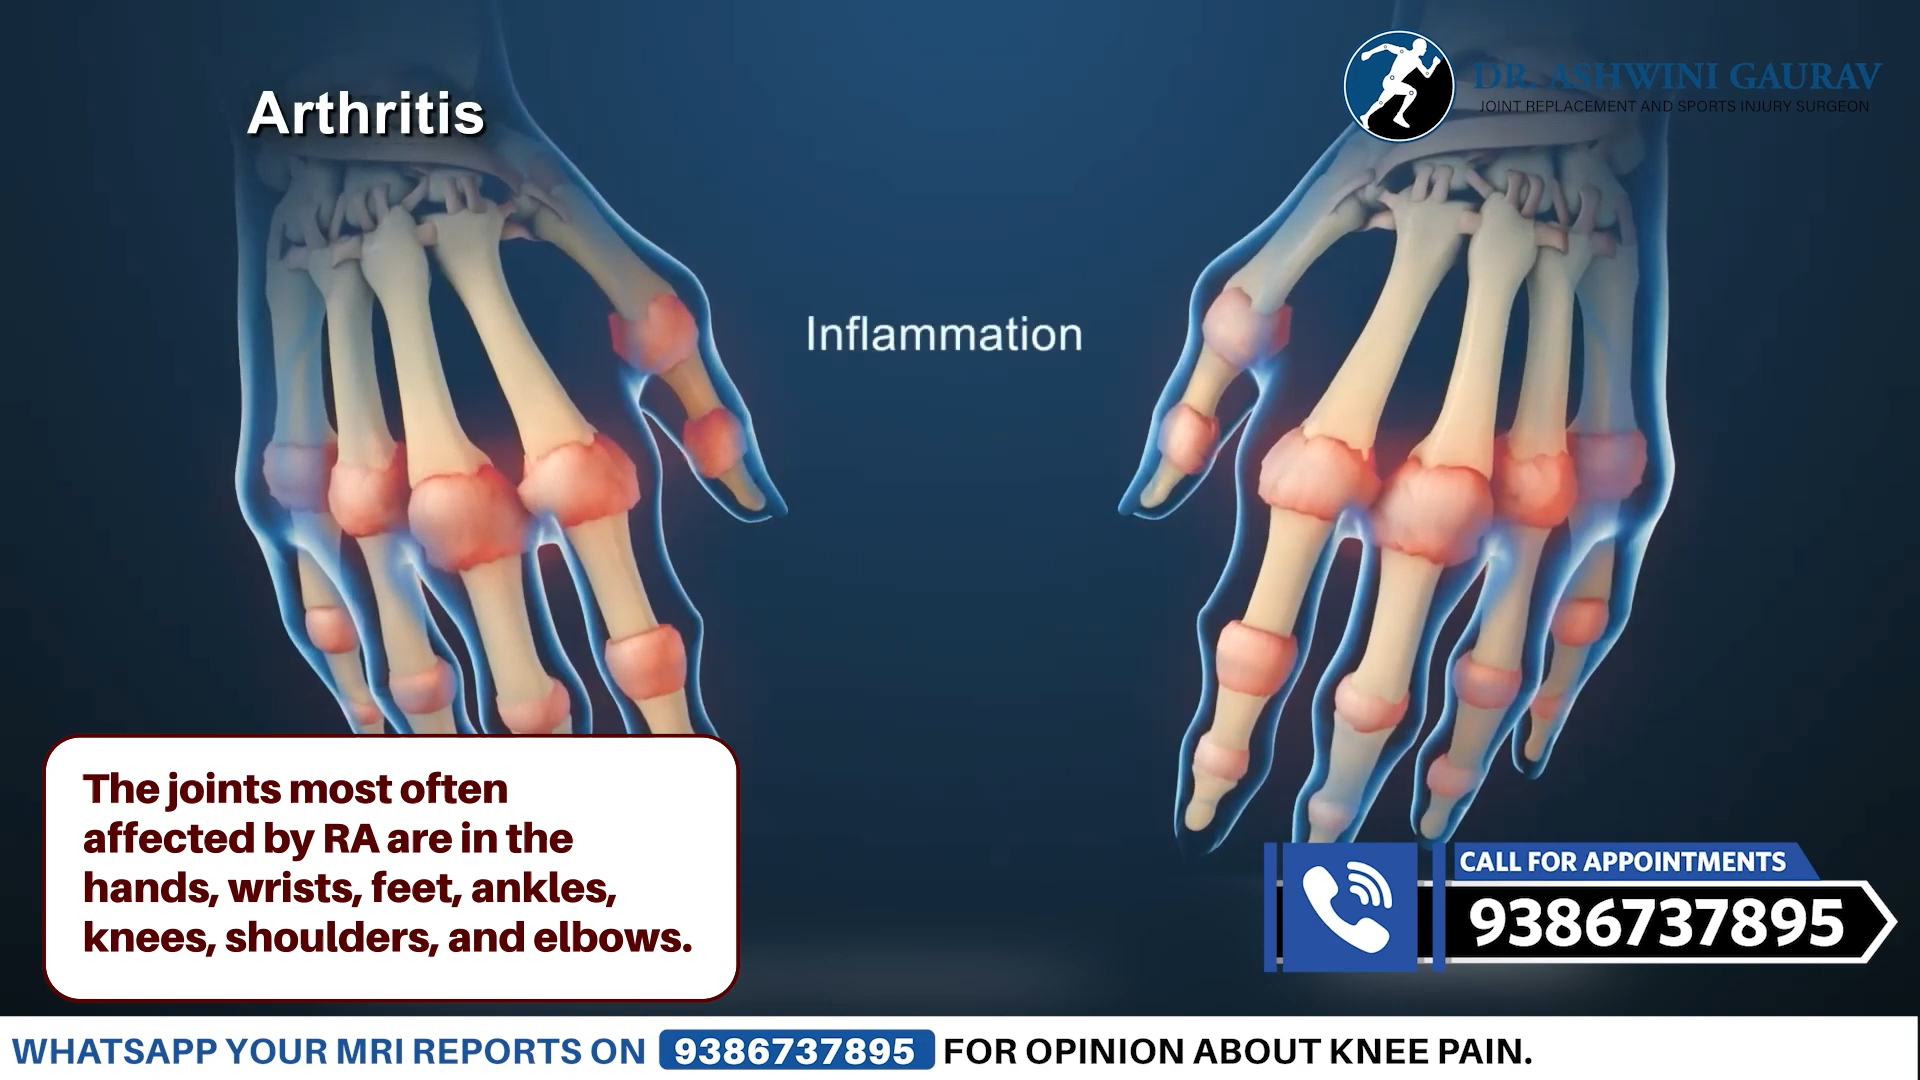 Arthritis
DR. ASHWINI GAURAV
JOINT REPLACEMENT AND SPORTS INJURY SURGEON
Inflammation
The joints most often
affected by RA are in the
hands, wrists, feet, ankles,
knees, shoulders, and elbows.
CALL FOR APPOINTMENTS
9386737895
WHATSAPP YOUR MRI REPORTS ON 9386737895 FOR OPINION ABOUT KNEE PAIN.